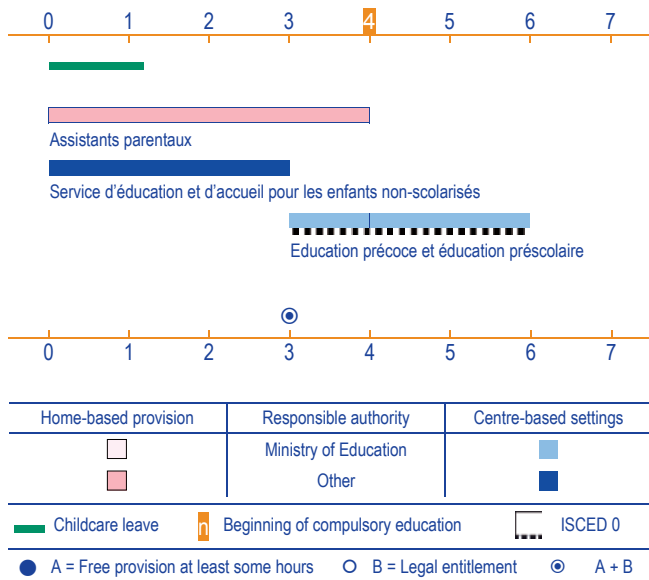 0 1 2 3 4 5 6 7
Assistants parentaux
Service d'éducation et d'accueil pour les enfants non-scolarisés
Education précoce et éducation préscolaire
0 1 2 3 4 5 6 7
Home-based provision Responsible authority Centre-based settings
Ministry of Education
Other
Childcare leave n Beginning of compulsory education ISCED 0
A = Free provision at least some hours B = Legal entitlement A + B